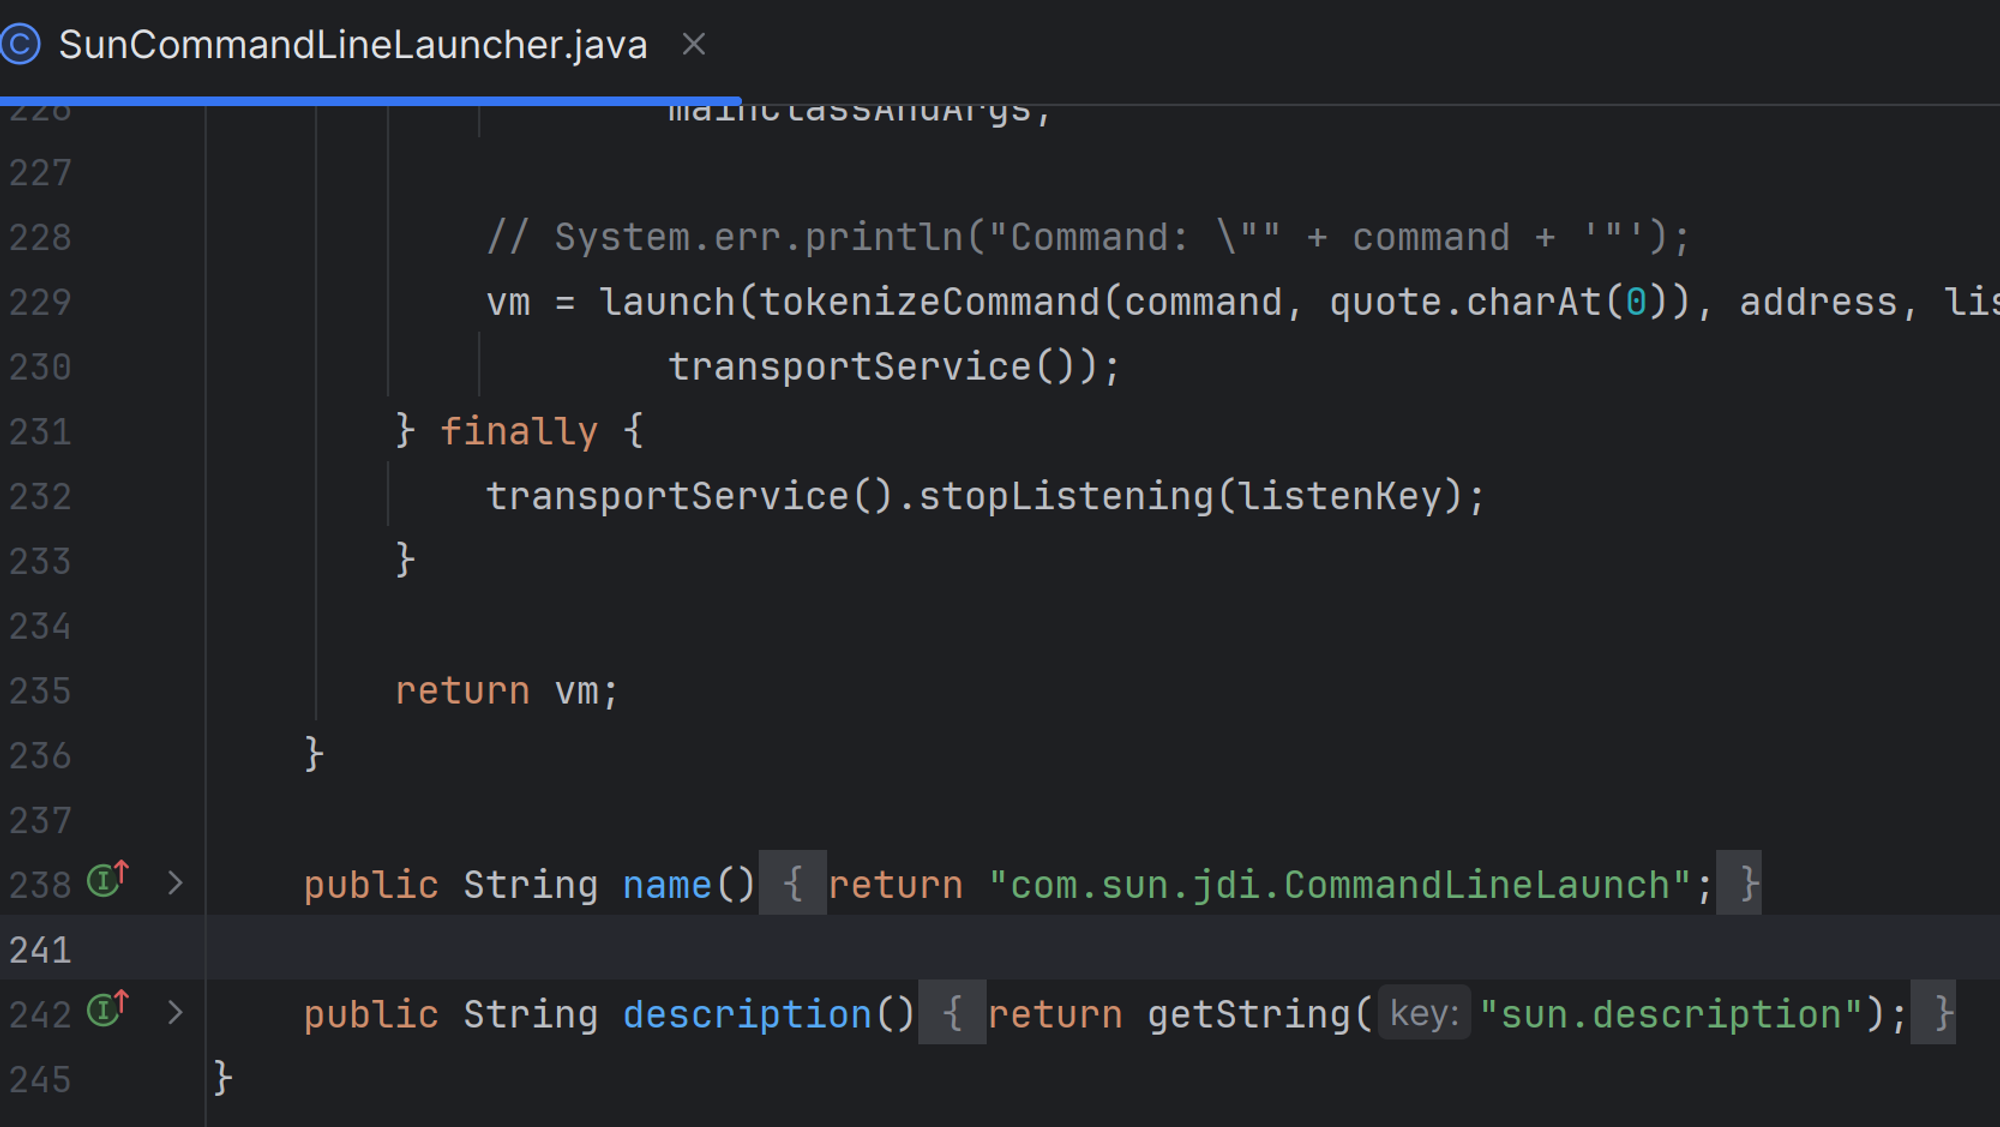 SunCommandLineLauncher.java
226 mainClassAndArgs,
227
228 // System.err.println("Command: \"" + command + '"');
229 vm = launch(tokenizeCommand(command, quote.charAt(0)), address, lis
230 transportService());
231 } finally {
232 transportService().stopListening(listenKey);
233 }
234
235 return vm;
236 }
237
238 public String name() { return "com.sun.jdi.CommandLineLaunch"; }
241
242 public String description() { return getString( key: "sun.description"); }
245 }